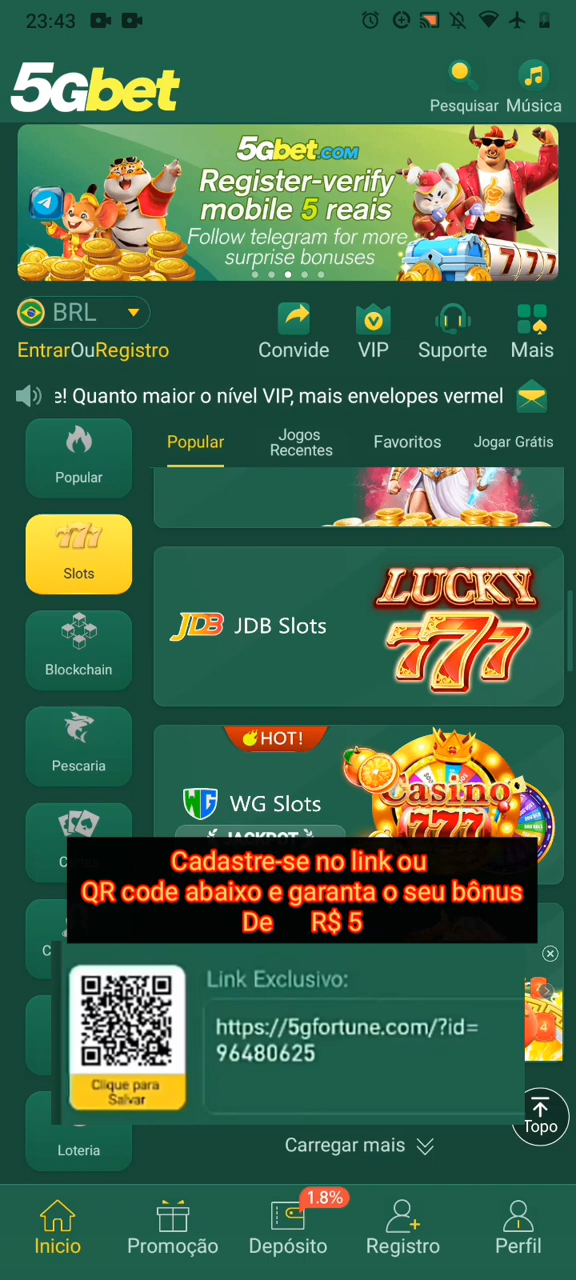 23:43
5Gbet
Pesquisar
Música
5Gbet.COM
Register-verify
mobile 5 reais
Follow telegram for more
surprise bonuses
777
BRL
EntrarOuRegistro
Convide
VIP
Suporte
Mais
e! Quanto maior o nível VIP, mais envelopes vermel
Popular
Jogos
Recentes
Favoritos
Jogar Grátis
Popular
777
Slots
Blockchain
Pescaria
Loteria
JDB JDB Slots
LUCKY
777
HOT!
WG WG Slots
JACKPOT
Casino
777
Cadastre-se no link ou
QR code abaixo e garanta o seu bônus
De R$ 5
Link Exclusivo:
https://5gfortune.com/?id=
96480625
Clique para
Salvar
4
Topo
Carregar mais
1.8%
Inicio
Promoção
Depósito
Registro
Perfil